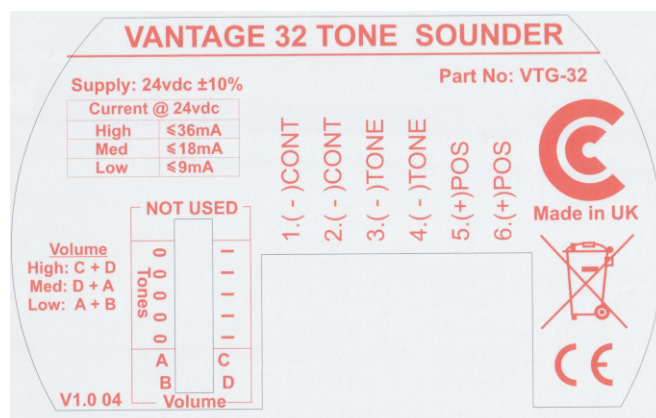 VANTAGE 32 TONE SOUNDER
Supply: 24vdc ±10%
Part No: VTG-32
Current @ 24vdc
High ≤36mA
Med ≤18mA
Low ≤9mA
1.(-)CONT
2.(-)CONT
3.(-)TONE
4.(-)TONE
5.(+)POS
6.(+)POS
Made in UK
NOT USED
Volume
High: C + D
Med: D + A
Low: A + B
Tones
0 I
0 I
0 I
0 I
0 I
A C
B D
Volume
V1.0 04
CE